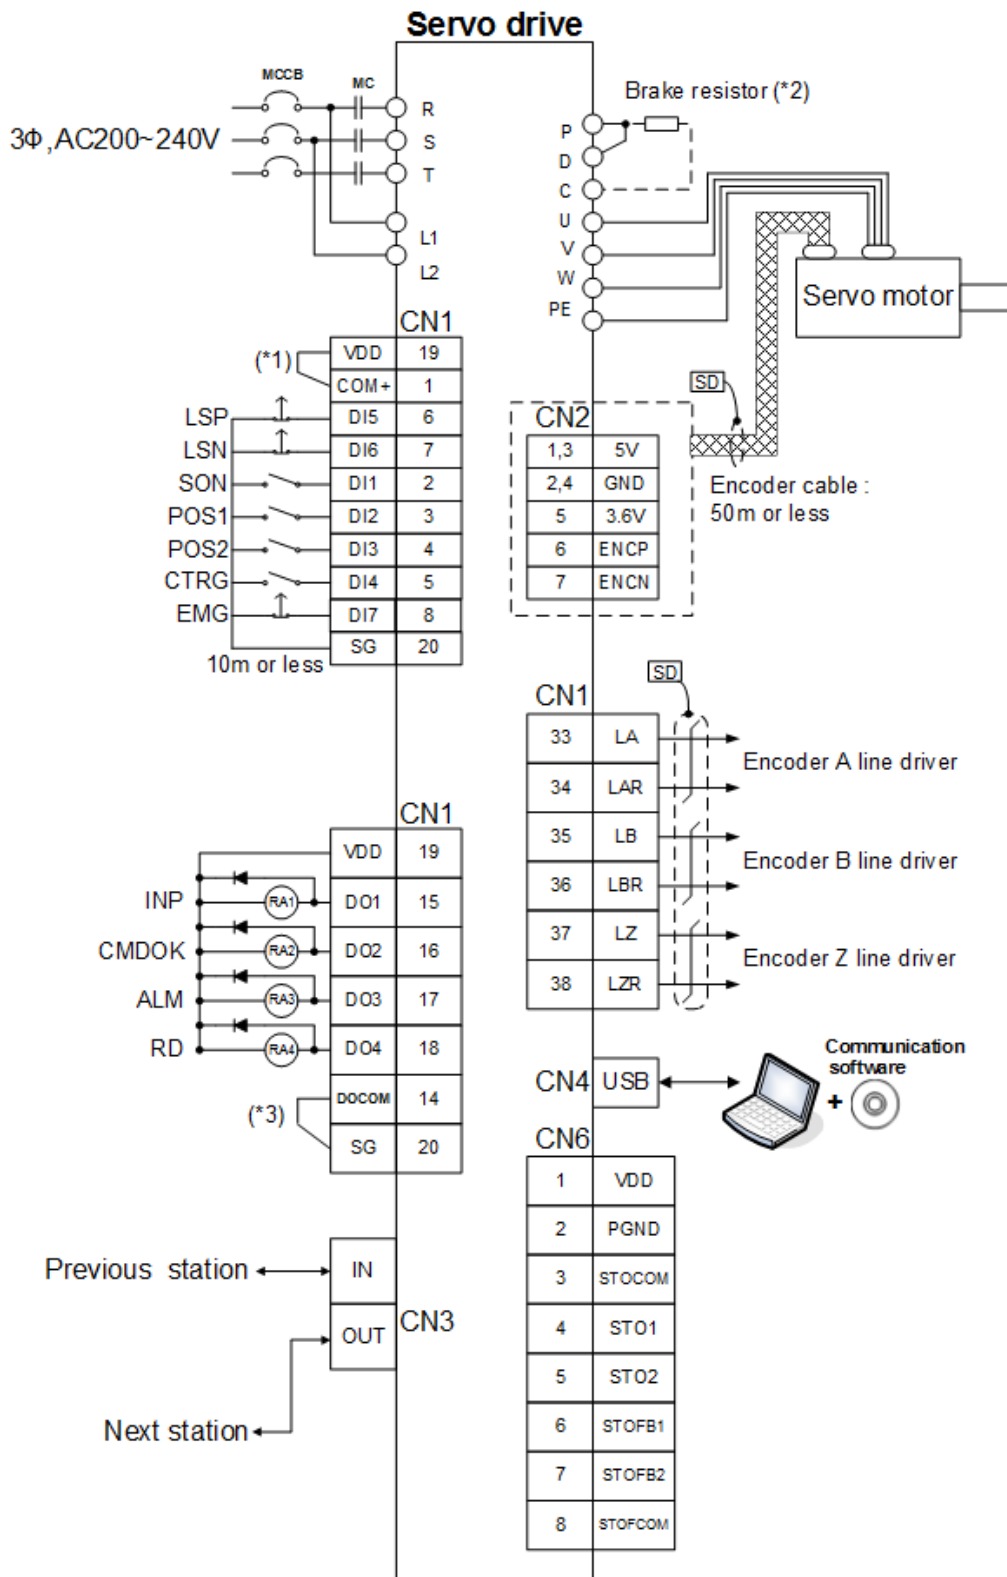 Servo drive
MCCB
MC
3Φ,AC200~240V
R
S
T
L1
L2
P
D
C
U
V
W
PE
Brake resistor (*2)
Servo motor
SD
Encoder cable :
50m or less
CN1
(*1)
VDD 19
COM+ 1
LSP DI5 6
LSN DI6 7
SON DI1 2
POS1 DI2 3
POS2 DI3 4
CTRG DI4 5
EMG DI7 8
SG 20
10m or less
CN2
1,3 5V
2,4 GND
5 3.6V
6 ENCP
7 ENCN
CN1
SD
33 LA
34 LAR
Encoder A line driver
35 LB
36 LBR
Encoder B line driver
37 LZ
38 LZR
Encoder Z line driver
CN1
VDD 19
INP RA1 DO1 15
CMDOK RA2 DO2 16
ALM RA3 DO3 17
RD RA4 DO4 18
(*3)
DOCOM 14
SG 20
CN4 USB
Communication
software
+
CN6
1 VDD
2 PGND
3 STOCOM
4 STO1
5 STO2
6 STOFB1
7 STOFB2
8 STOFCOM
Previous station IN
CN3
OUT
Next station